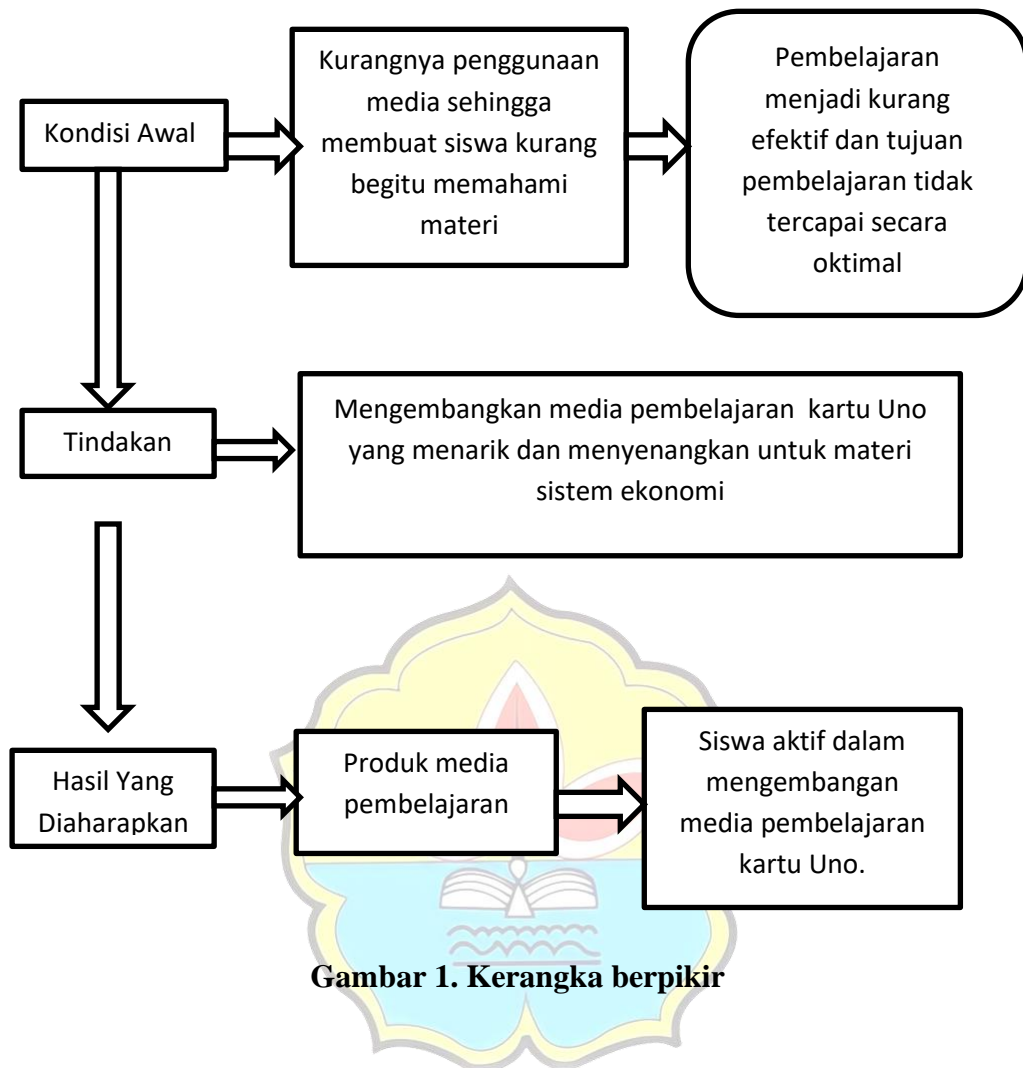 Kondisi Awal
Kurangnya penggunaan
media sehingga
membuat siswa kurang
begitu memahami
materi
Pembelajaran
menjadi kurang
efektif dan tujuan
pembelajaran tidak
tercapai secara
oktimal
Tindakan
Mengembangkan media pembelajaran kartu Uno
yang menarik dan menyenangkan untuk materi
sistem ekonomi
Hasil Yang
Diaharapkan
Produk media
pembelajaran
Siswa aktif dalam
mengembangan
media pembelajaran
kartu Uno.
Gambar 1. Kerangka berpikir